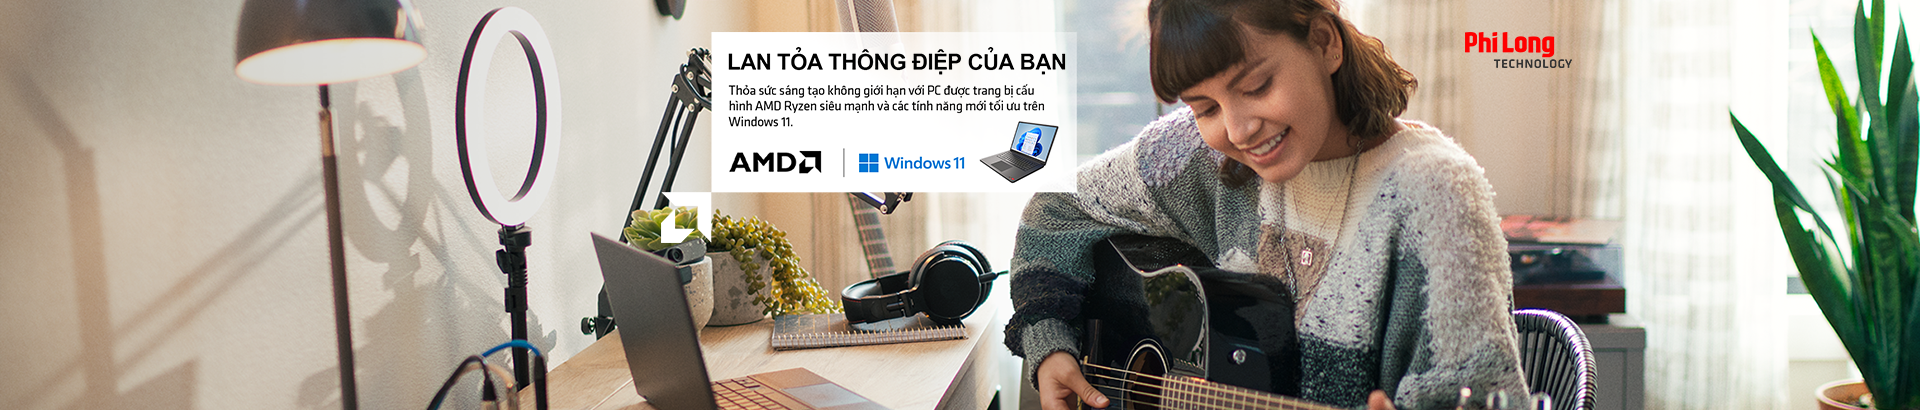 LAN TỎA THÔNG ĐIỆP CỦA BẠN
Thỏa sức sáng tạo không giới hạn với PC được trang bị cấu
hình AMD Ryzen siêu mạnh và các tính năng mới tối ưu trên
Windows 11.
AMD
Windows 11
Phi Long
TECHNOLOGY